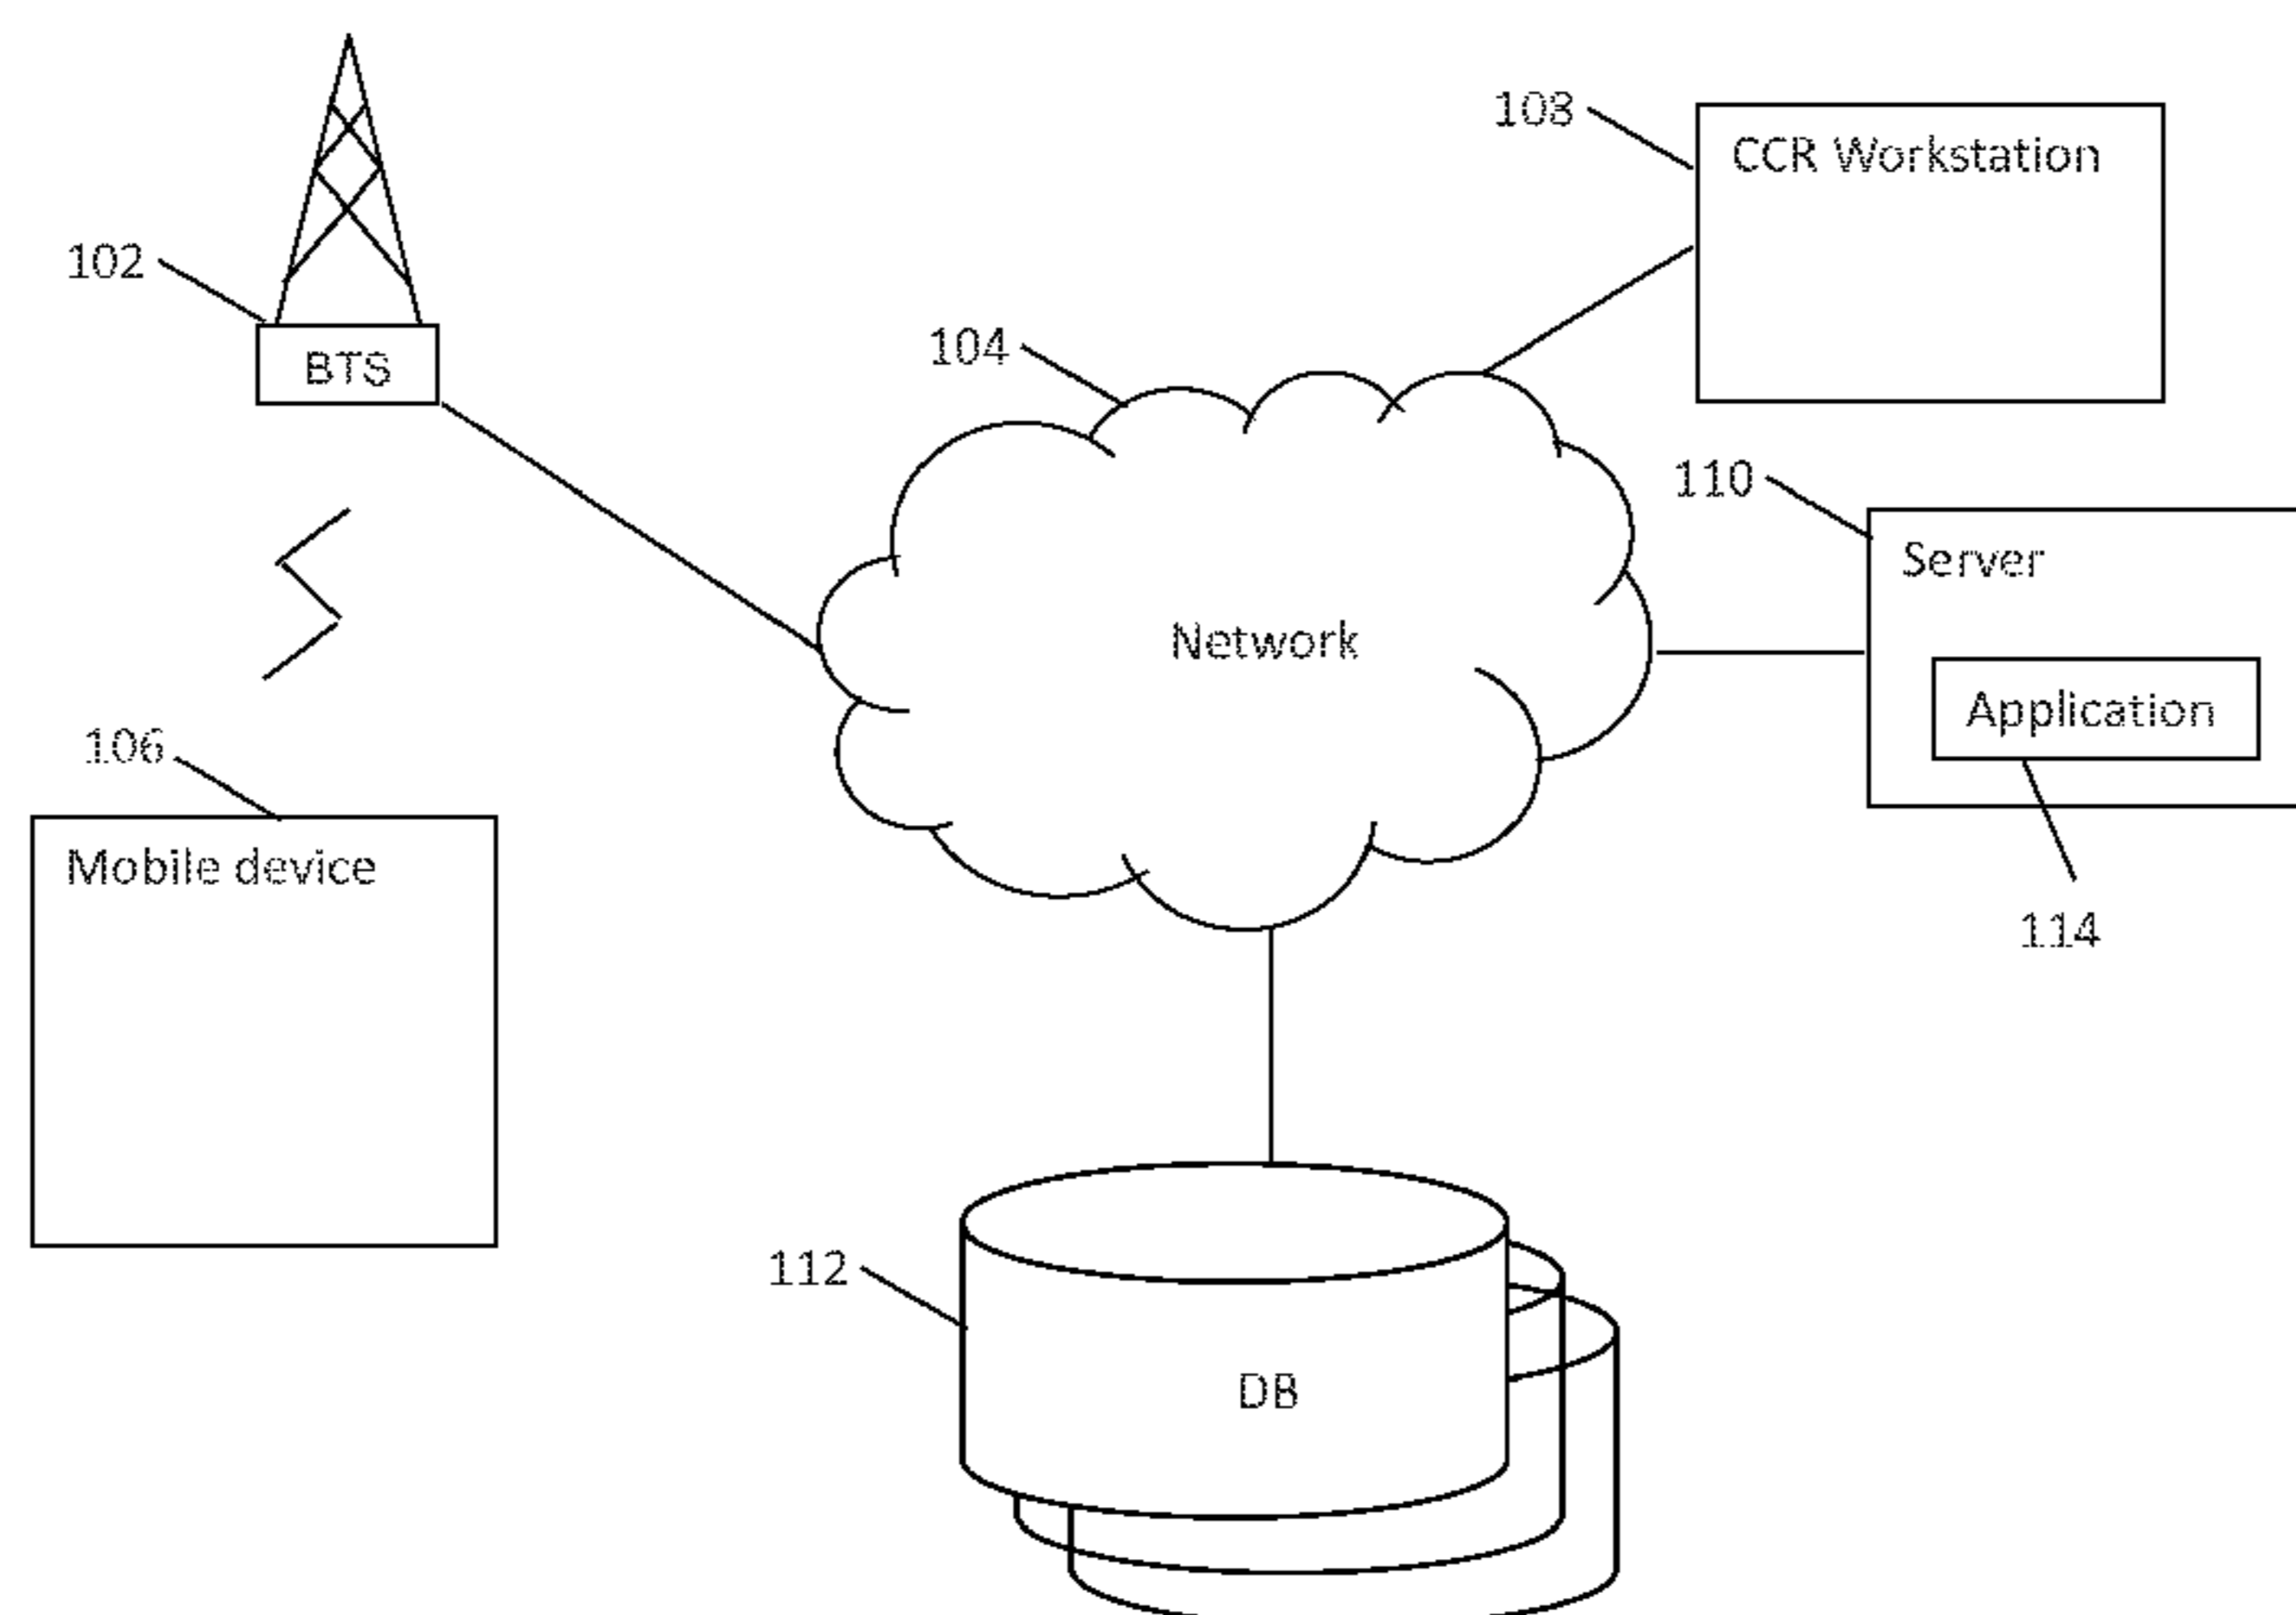 108
CCR Workstation
102
104
BTS
110
Server
Network
Application
106
Mobile device
114
112
DB